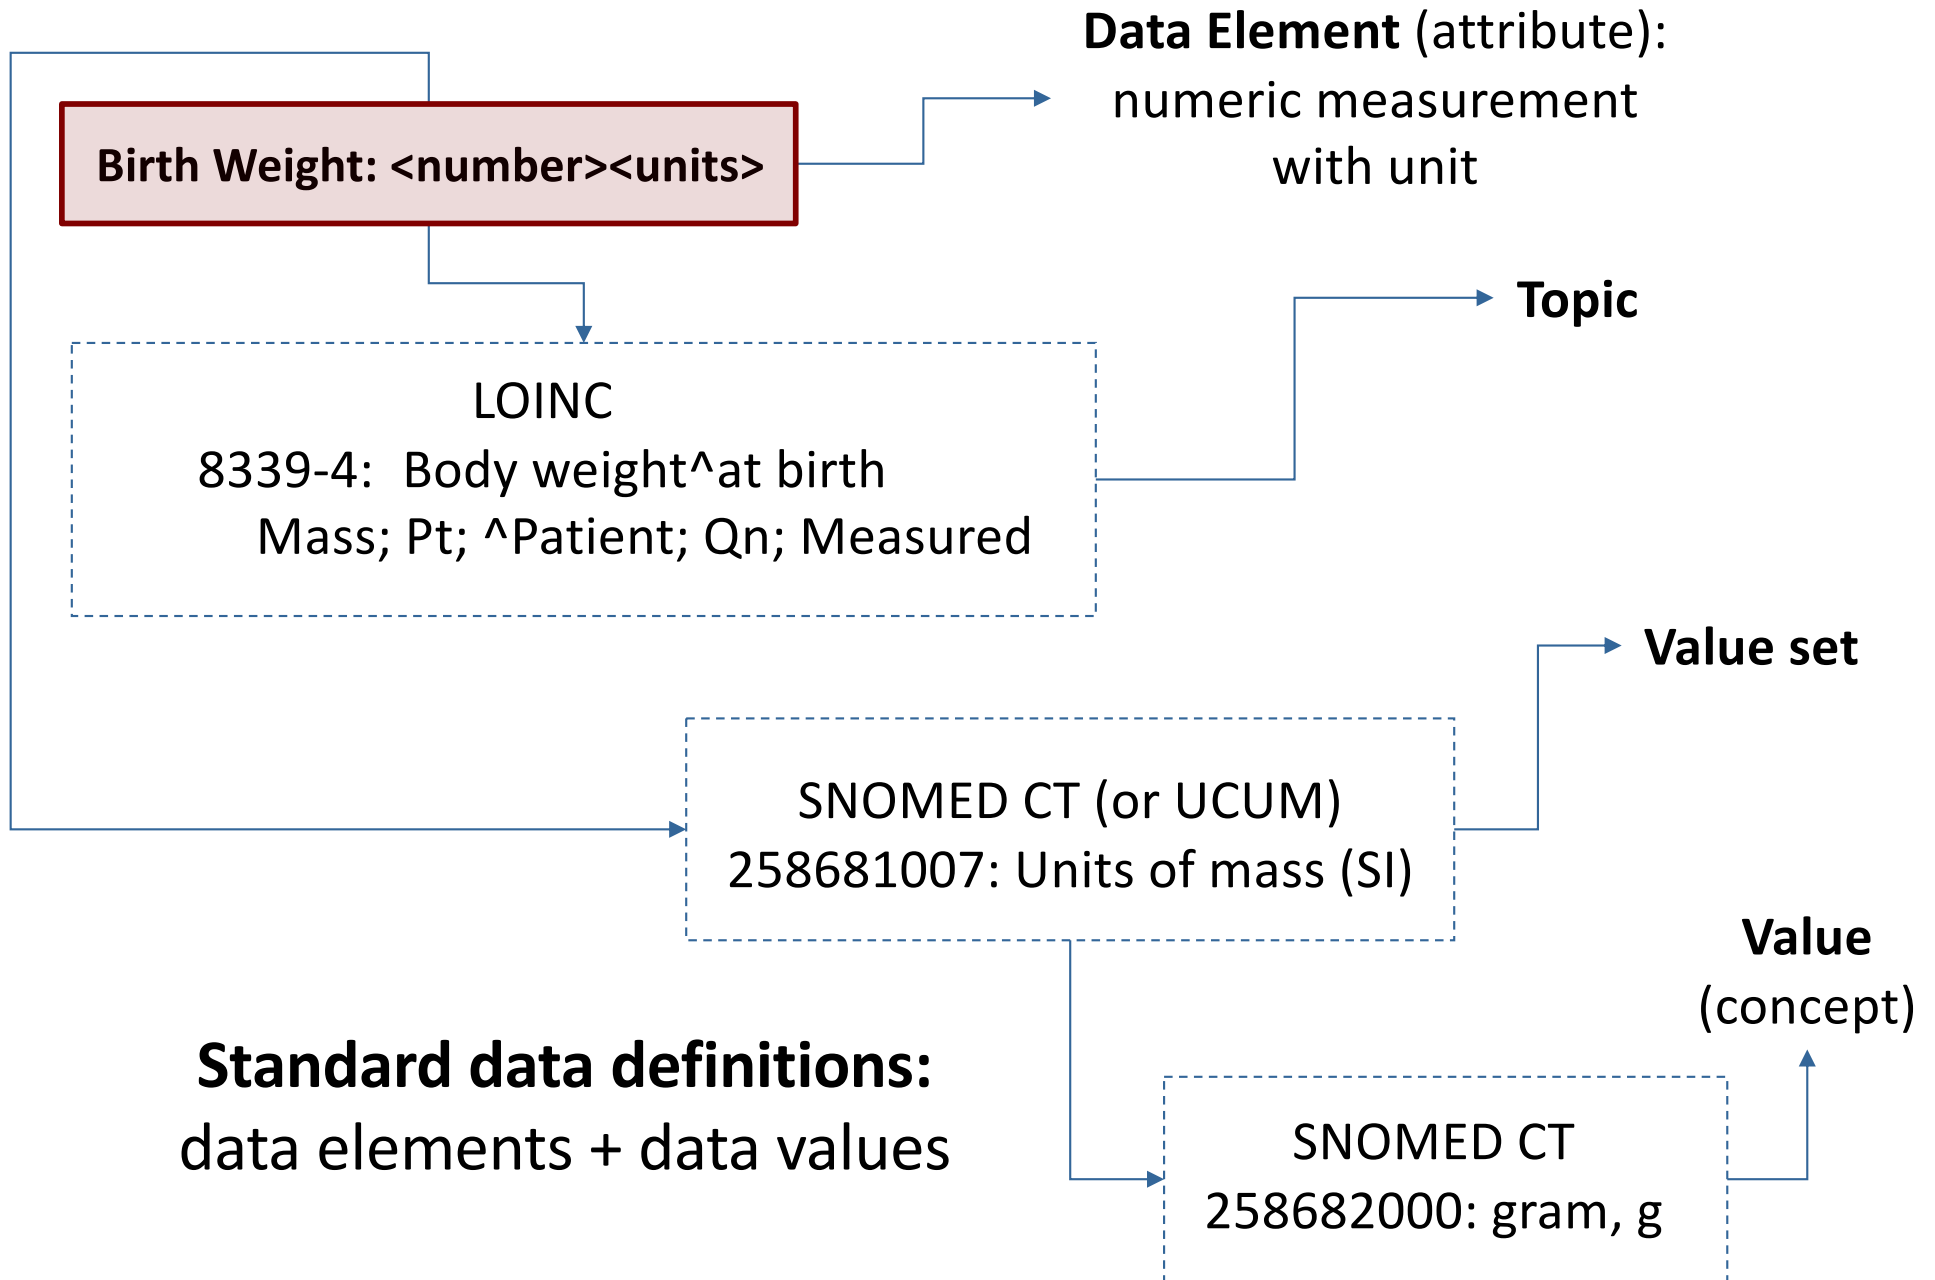 Data Element (attribute):
numeric measurement
with unit
Birth Weight: <number><units>
Topic
LOINC
8339-4: Body weight^at birth
Mass; Pt; ^Patient; Qn; Measured
Value set
SNOMED CT (or UCUM)
258681007: Units of mass (SI)
Value
(concept)
Standard data definitions:
data elements + data values
SNOMED CT
258682000: gram, g